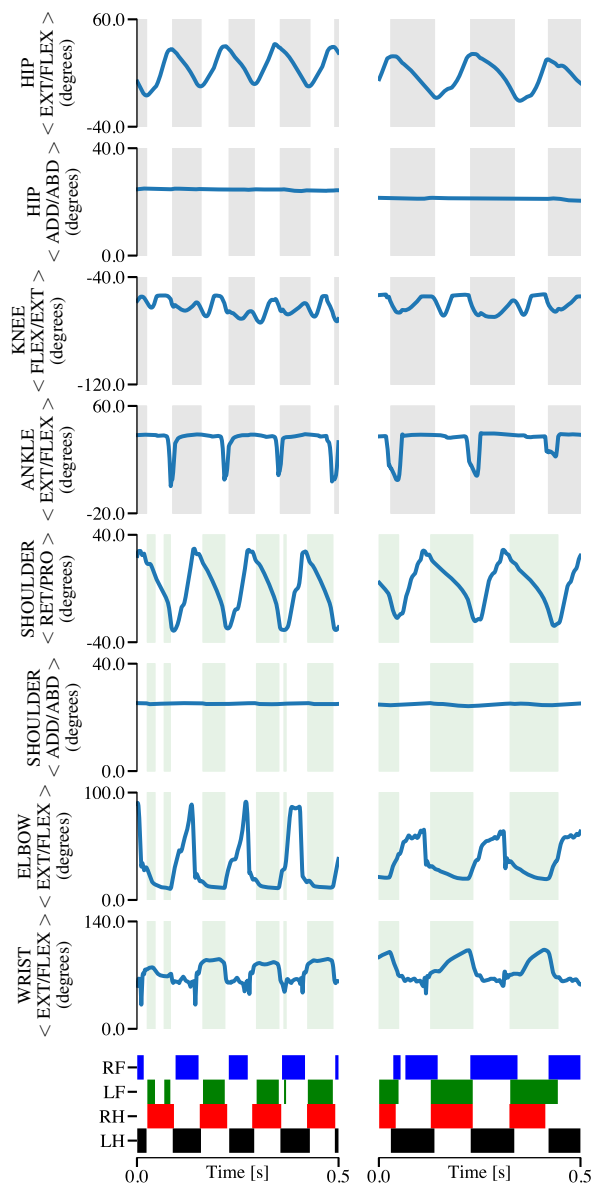 60.0
HIP
< EXT/FLEX >
(degrees)
-40.0
40.0
HIP
< ADD/ABD >
(degrees)
0.0
-40.0
KNEE
< FLEX/EXT >
(degrees)
-120.0
60.0
ANKLE
< EXT/FLEX >
(degrees)
-20.0
40.0
SHOULDER
< RET/PRO >
(degrees)
-40.0
40.0
SHOULDER
< ADD/ABD >
(degrees)
0.0
100.0
ELBOW
< EXT/FLEX >
(degrees)
0.0
140.0
WRIST
< EXT/FLEX >
(degrees)
0.0
RF
LF
RH
LH
0.0 Time [s] 0.5 0.0 Time [s] 0.5